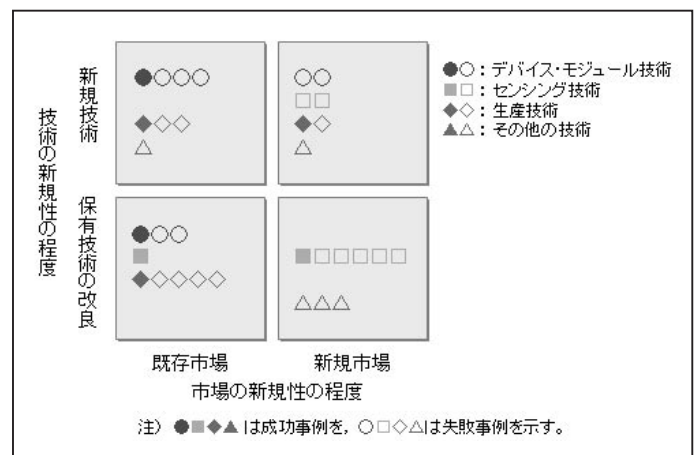 技術の新規性の程度
新規技術
保有技術の改良
●○:デバイス・モジュール技術
■□:センシング技術
◆◇:生産技術
▲△:その他の技術
既存市場
新規市場
市場の新規性の程度
注) ●■◆▲は成功事例を,○□◇△は失敗事例を示す。